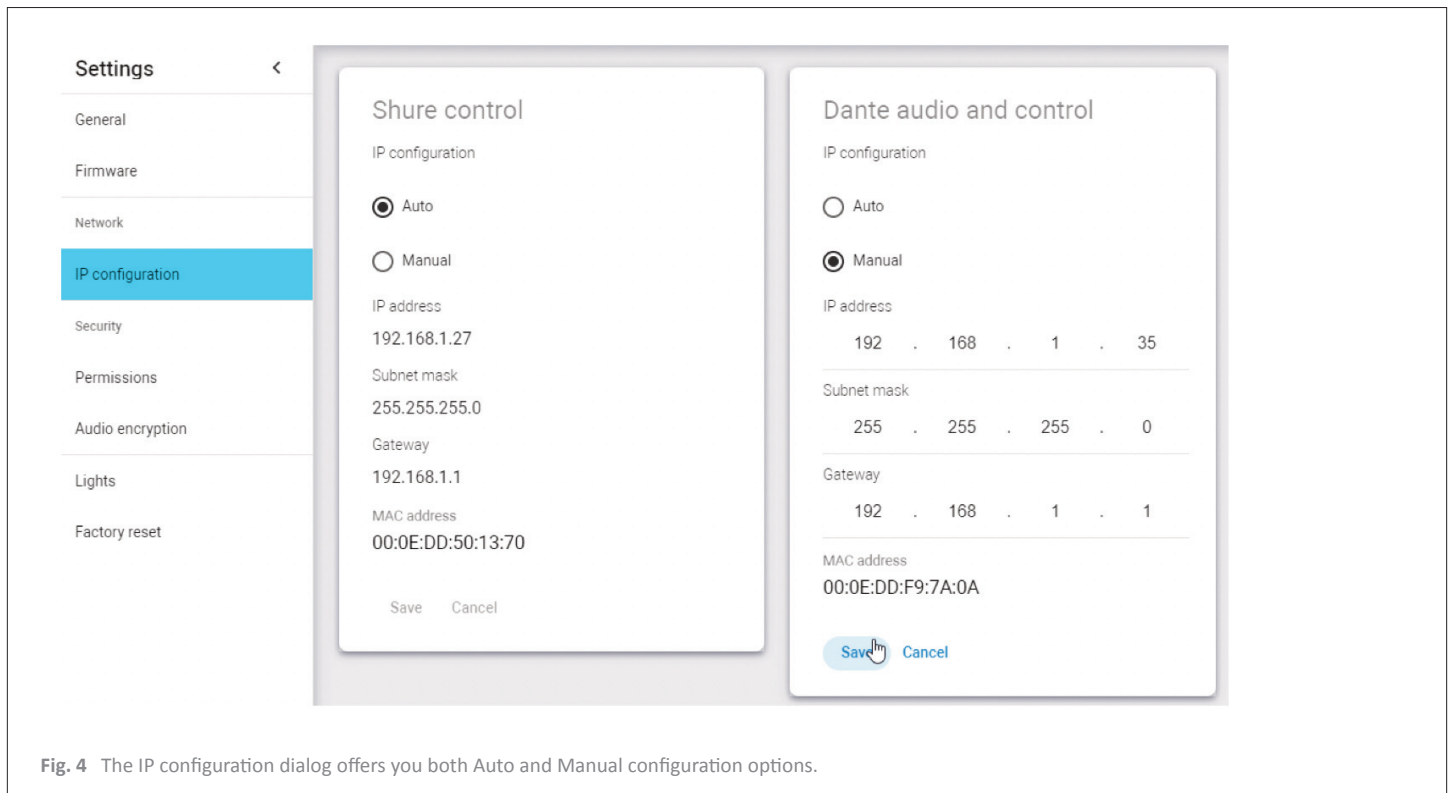 Settings <
General
Firmware
Network
IP configuration
Security
Permissions
Audio encryption
Lights
Factory reset
Shure control
IP configuration
Auto
Manual
IP address
192.168.1.27
Subnet mask
255.255.255.0
Gateway
192.168.1.1
MAC address
00:0E:DD:50:13:70
Save Cancel
Dante audio and control
IP configuration
Auto
Manual
IP address
192 . 168 . 1 . 35
Subnet mask
255 . 255 . 255 . 0
Gateway
192 . 168 . 1 . 1
MAC address
00:0E:DD:F9:7A:0A
Save Cancel
Fig. 4 The IP configuration dialog offers you both Auto and Manual configuration options.